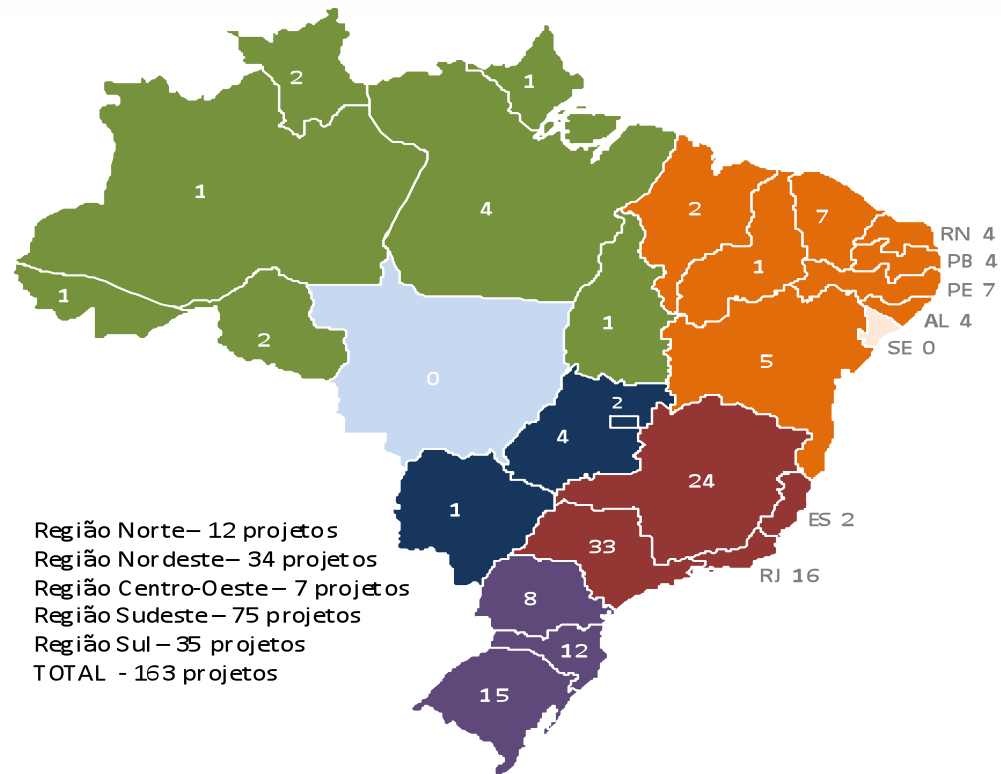 2
1
1
4
2
7
RN 4
PB 4
1
PE 7
1
1
AL 4
2
SE 0
5
0
2
4
24
1
ES 2
33
RJ 16
8
12
15
Região Norte – 12 projetos
Região Nordeste – 34 projetos
Região Centro-Oeste – 7 projetos
Região Sudeste – 75 projetos
Região Sul – 35 projetos
TOTAL - 163 projetos